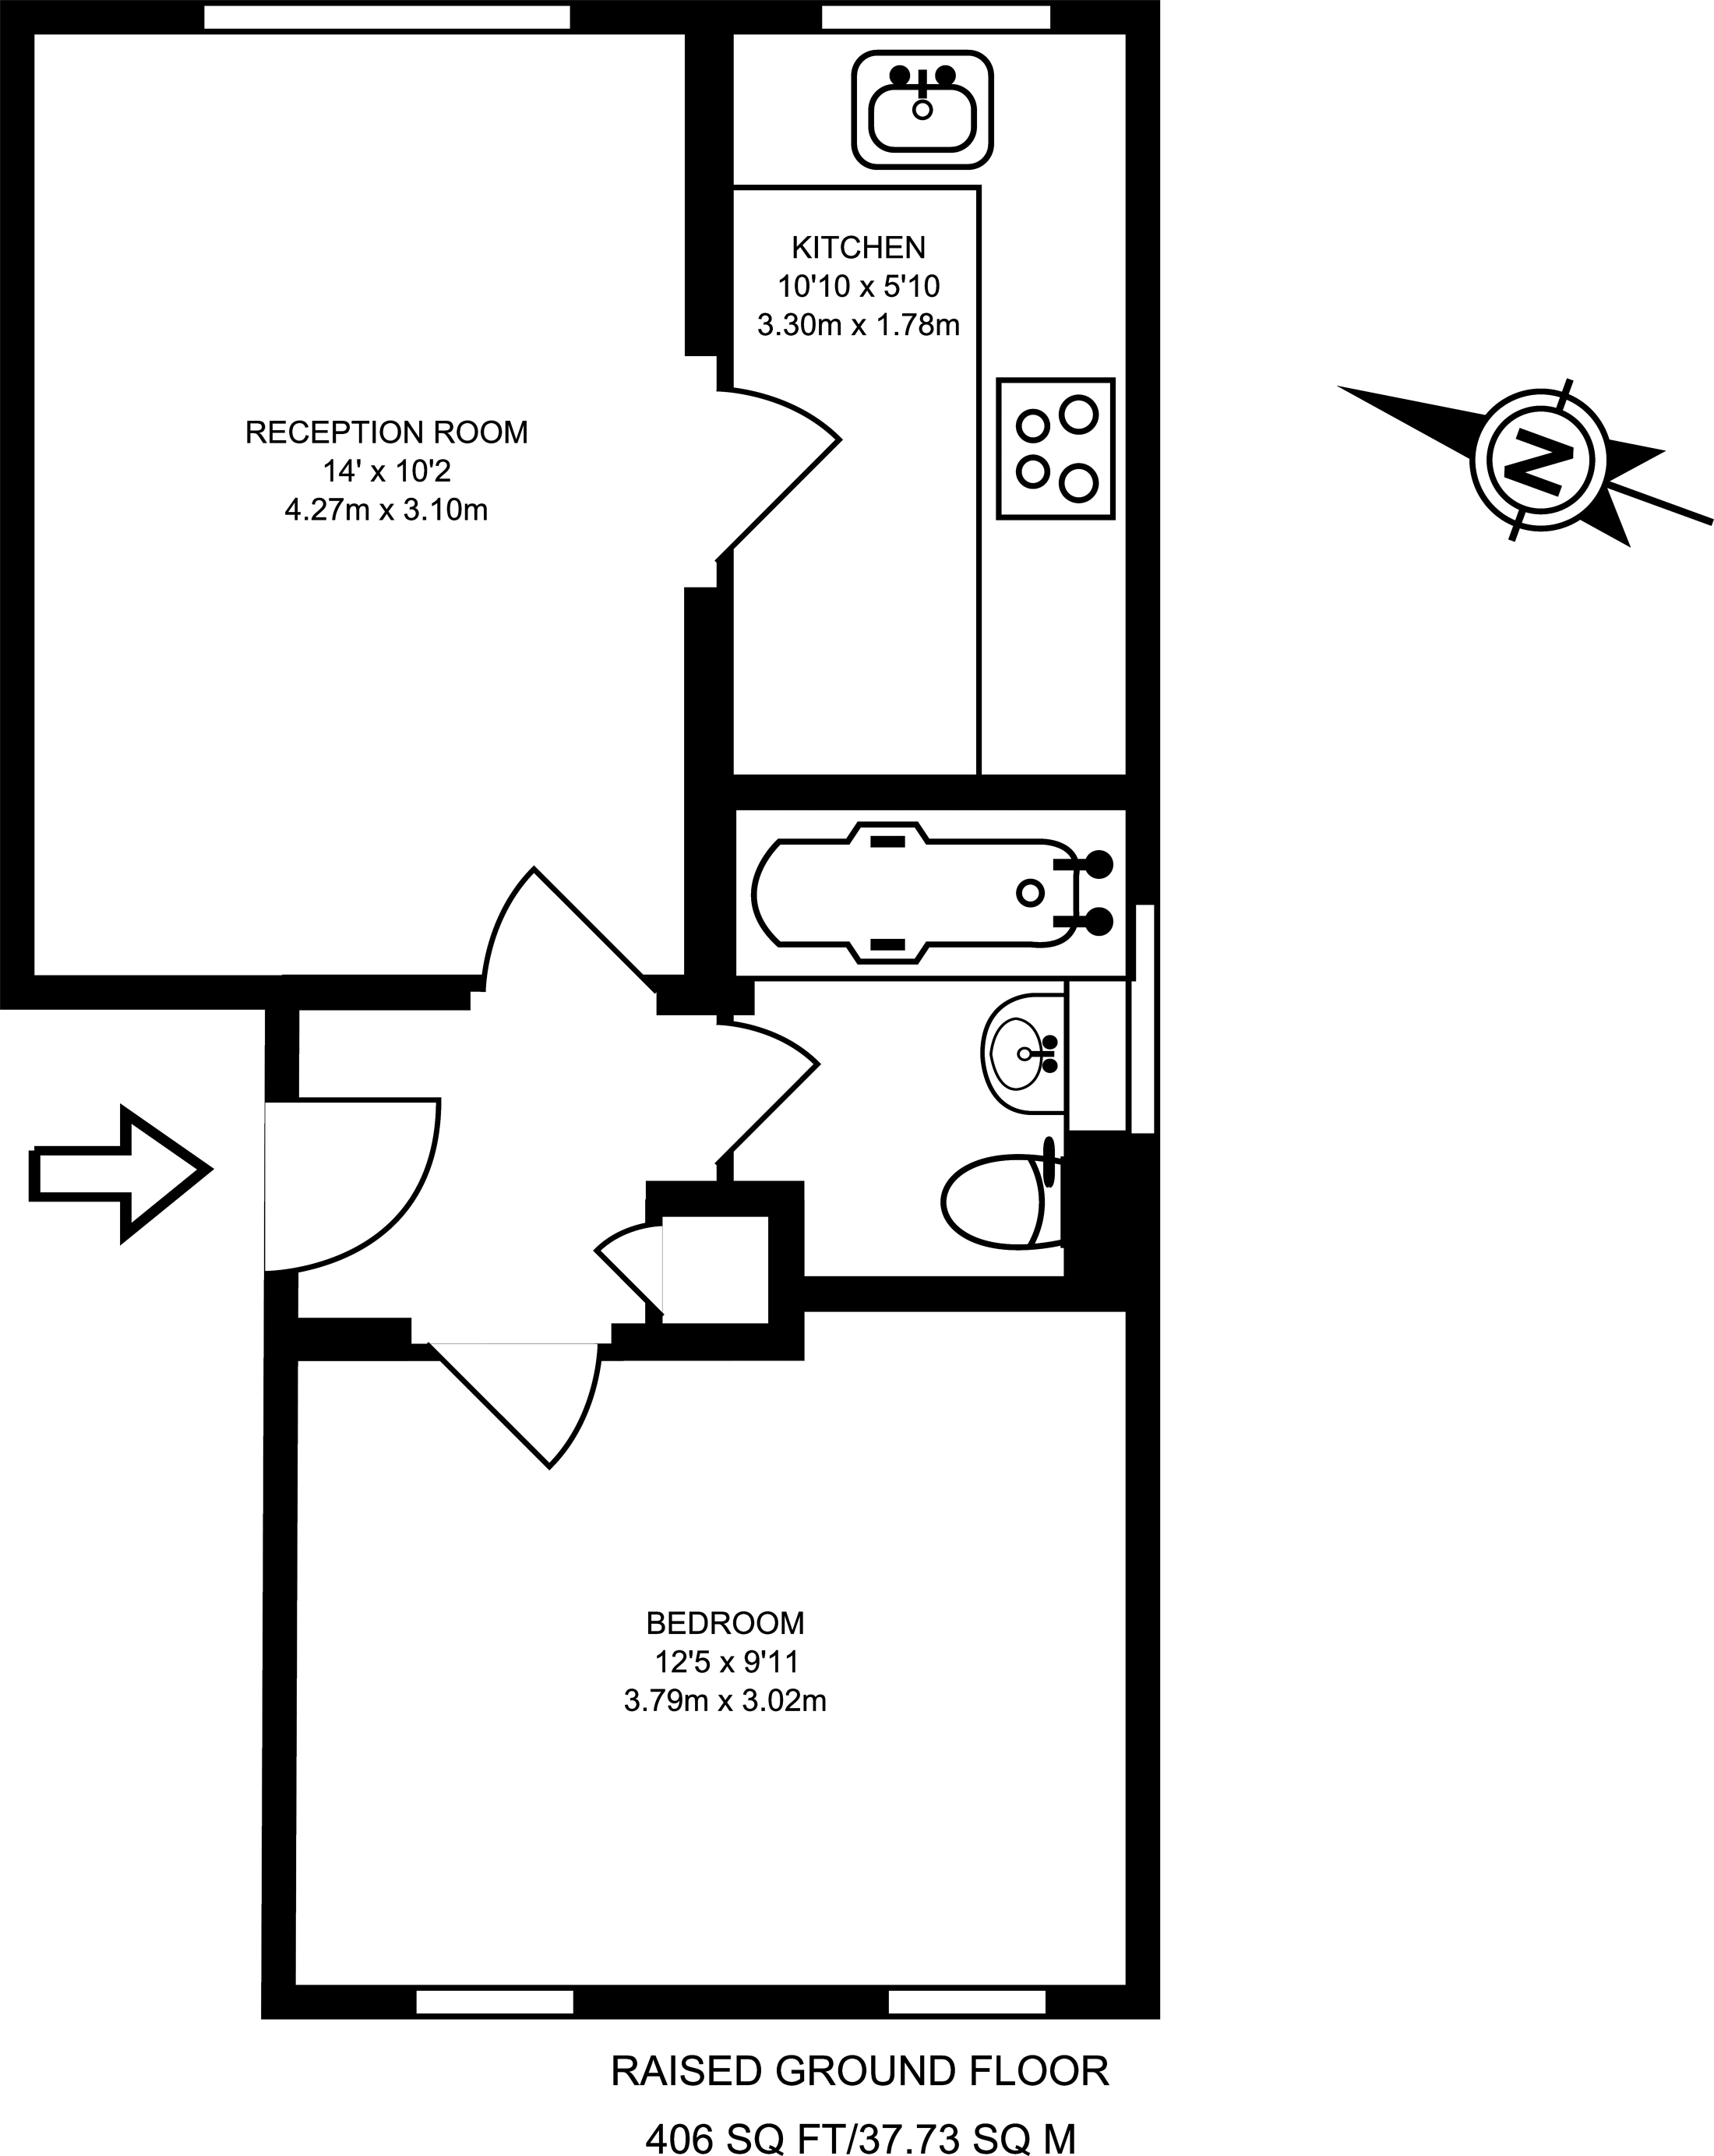 KITCHEN
10'10 x 5'10
3.30m x 1.78m
RECEPTION ROOM
14' x 10'2
4.27m x 3.10m
N
BEDROOM
12'5 x 9'11
3.79m x 3.02m
RAISED GROUND FLOOR
406 SQ FT/37.73 SQ M